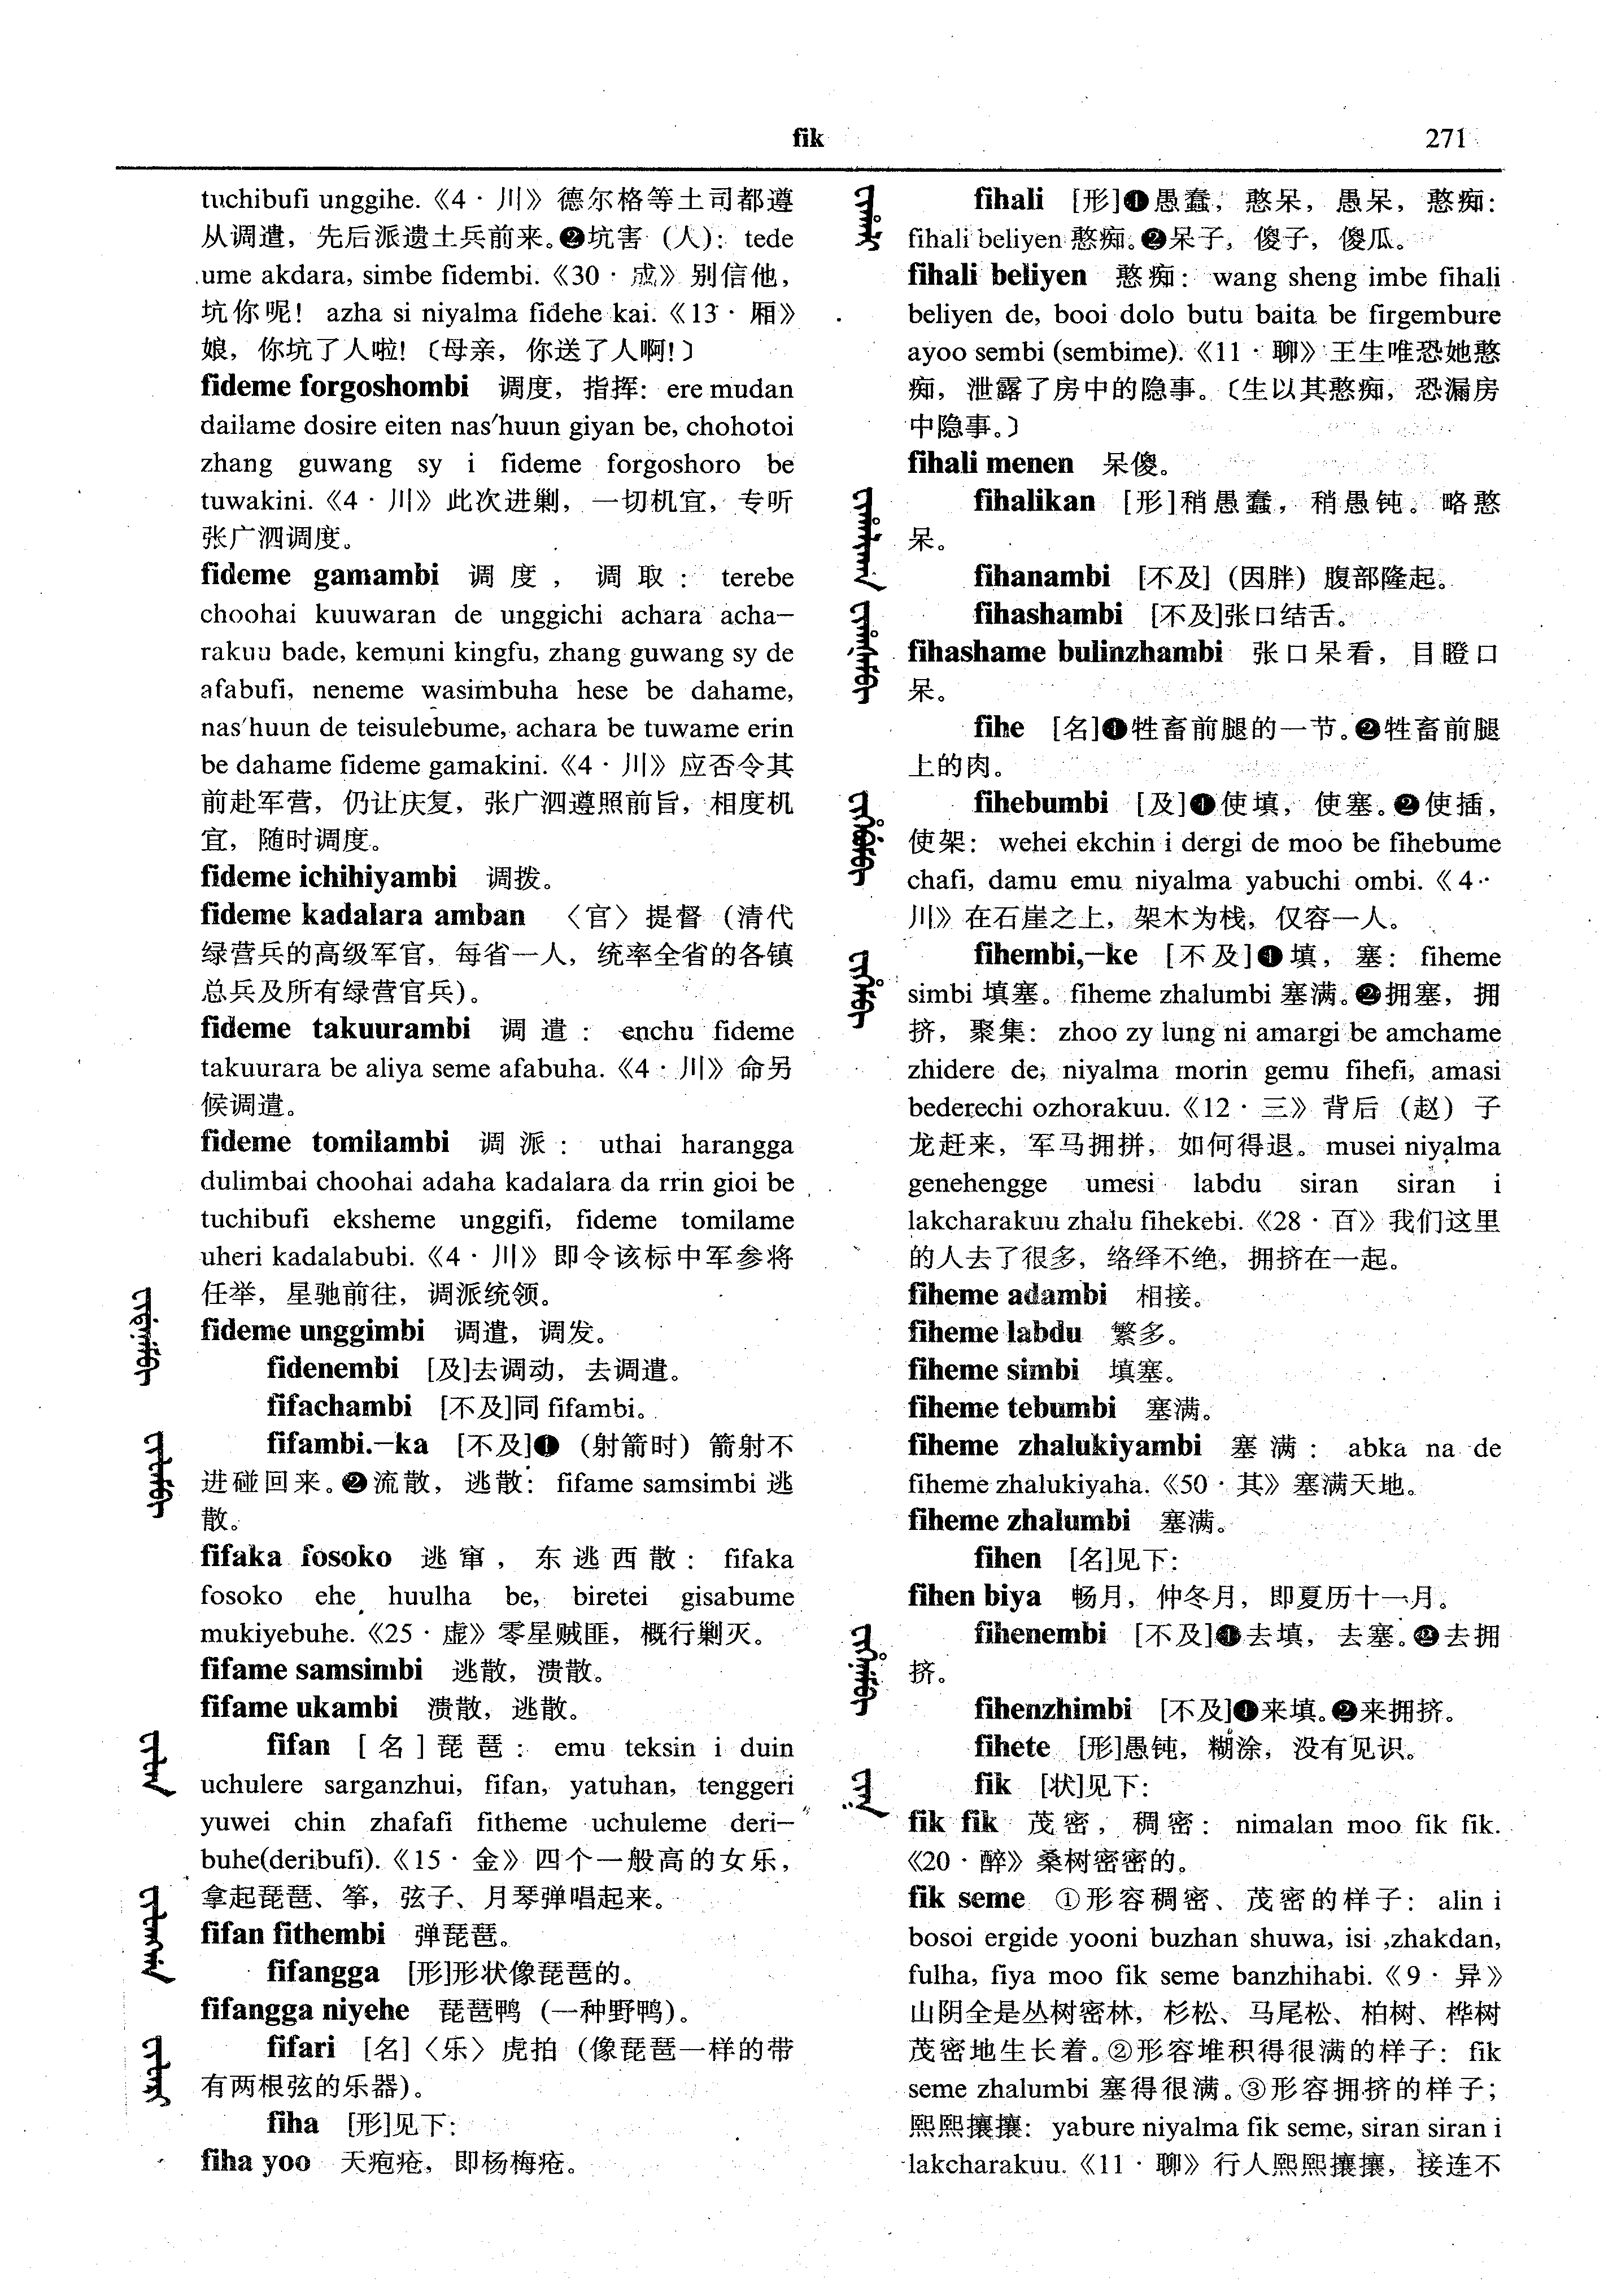 fik
271
tuchibufi unggihe.《4 · 川》德尔格等土司都遵
从调遣，先后派遣土兵前来。❷坑害（人）：tede
ume akdara, simbe fidembi.《30 · 成》别信他，
坑你呢！azha si niyalma fidehe kai.《13 · 厢》
娘，你坑了人啦!〔母亲，你送了人啊!〕
fideme forgoshombi 调度，指挥：ere mudan
dailame dosire eiten nas'huun giyan be, chohotoi
zhang guwang sy i fideme forgoshoro be
tuwakini.《4 · 川》此次进剿，一切机宜，专听
张广泗调度。
fideme gamambi 调度，调取：terebe
choohai kuuwaran de unggichi achara acha—
rakuu bade, kemuni kingfu, zhang guwang sy de
afabufi, neneme wasimbuha hese be dahame,
nas'huun de teisulebume, achara be tuwame erin
be dahame fideme gamakini.《4 · 川》应否令其
前赴军营，仍让庆复，张广泗遵照前旨，相度机
宜，随时调度。
fideme ichihiyambi 调拨。
fideme kadalara amban 〈官〉提督（清代
绿营兵的高级军官，每省一人，统率全省的各镇
总兵及所有绿营官兵）。
fideme takuurambi 调遣：enchu fideme
takuurara be aliya seme afabuha.《4 · 川》命另
候调遣。
fideme tomilambi 调派：uthai harangga
dulimbai choohai adaha kadalara da rrin gioi be
tuchibufi eksheme unggifi, fideme tomilame
uheri kadalabubi.《4 · 川》即令该标中军参将
任举，星驰前往，调派统领。
fideme unggimbi 调遣，调发。
fidenembi [及]去调动，去调遣。
fifachambi [不及]同 fifambi。
fifambi.—ka [不及]❶（射箭时）箭射不
进碰回来。❷流散，逃散：fifame samsimbi 逃
散。
fifaka fosoko 逃窜，东逃西散：fifaka
fosoko ehe huulha be, biretei gisabume
mukiyebuhe.《25 · 虚》零星贼匪，概行剿灭。
fifame samsimbi 逃散，溃散。
fifame ukambi 溃散，逃散。
fifan [名]琵琶：emu teksin i duin
uchulere sarganzhui, fifan, yatuhan, tenggeri
yuwei chin zhafafi fitheme uchuleme deri—
buhe(deribufi).《15 · 金》四个一般高的女乐，
拿起琵琶、筝，弦子、月琴弹唱起来。
fifan fithembi 弹琵琶。
fifangga [形]形状像琵琶的。
fifangga niyehe 琵琶鸭（一种野鸭）。
fifari [名]〈乐〉虎拍（像琵琶一样的带
有两根弦的乐器）。
fiha [形]见下：
fiha yoo 天疱疮，即杨梅疮。
fihali [形]❶愚蠢，憨呆，愚呆，憨痴：
fihali beliyen 憨痴。❷呆子，傻子，傻瓜。
fihali beliyen 憨痴：wang sheng imbe fihali
beliyen de, booi dolo butu baita be firgembure
ayoo sembi (sembime).《11 · 聊》王生唯恐她憨
痴，泄露了房中的隐事。〔生以其憨痴，恐漏房
中隐事。〕
fihali menen 呆傻。
fihalikan [形]稍愚蠢，稍愚钝。略憨
呆。
fihanambi [不及]（因胖）腹部隆起。
fihashambi [不及]张口结舌。
fihashame bulinzhambi 张口呆看，目瞪口
呆。
fihe [名]❶牲畜前腿的一节。❷牲畜前腿
上的肉。
fihebumbi [及]❶使填，使塞。❷使插，
使架：wehei ekchin i dergi de moo be fihebume
chafi, damu emu niyalma yabuchi ombi.《4 ·
川》在石崖之上，架木为栈，仅容一人。
fihembi,—ke [不及]❶填，塞：fiheme
simbi 填塞。fiheme zhalumbi 塞满。❷拥塞，拥
挤，聚集：zhoo zy lung ni amargi be amchame
zhidere de, niyalma morin gemu fihefi, amasi
bederechi ozhorakuu.《12 · 三》背后（赵）子
龙赶来，军马拥拼，如何得退。musei niyalma
genehengge umesi labdu siran siran i
lakcharakuu zhalu fihekebi.《28 · 百》我们这里
的人去了很多，络绎不绝，拥挤在一起。
fiheme adambi 相接。
fiheme labdu 繁多。
fiheme simbi 填塞。
fiheme tebumbi 塞满。
fiheme zhalukiyambi 塞满：abka na de
fiheme zhalukiyaha.《50 · 其》塞满天地。
fiheme zhalumbi 塞满。
fihen [名]见下：
fihen biya 畅月，仲冬月，即夏历十一月。
fihenembi [不及]❶去填，去塞。❷去拥
挤。
fihenzhimbi [不及]❶来填。❷来拥挤。
fihete [形]愚钝，糊涂，没有见识。
fik [状]见下：
fik fik 茂密，稠密：nimalan moo fik fik.
《20 · 醉》桑树密密的。
fik seme ①形容稠密、茂密的样子：alin i
bosoi ergide yooni buzhan shuwa, isi ,zhakdan,
fulha, fiya moo fik seme banzhihabi.《9 · 异》
山阴全是丛树密林，杉松、马尾松、柏树、桦树
茂密地生长着。②形容堆积得很满的样子：fik
seme zhalumbi 塞得很满。③形容拥挤的样子；
熙熙攘攘：yabure niyalma fik seme, siran siran i
lakcharakuu.《11 · 聊》行人熙熙攘攘，接连不